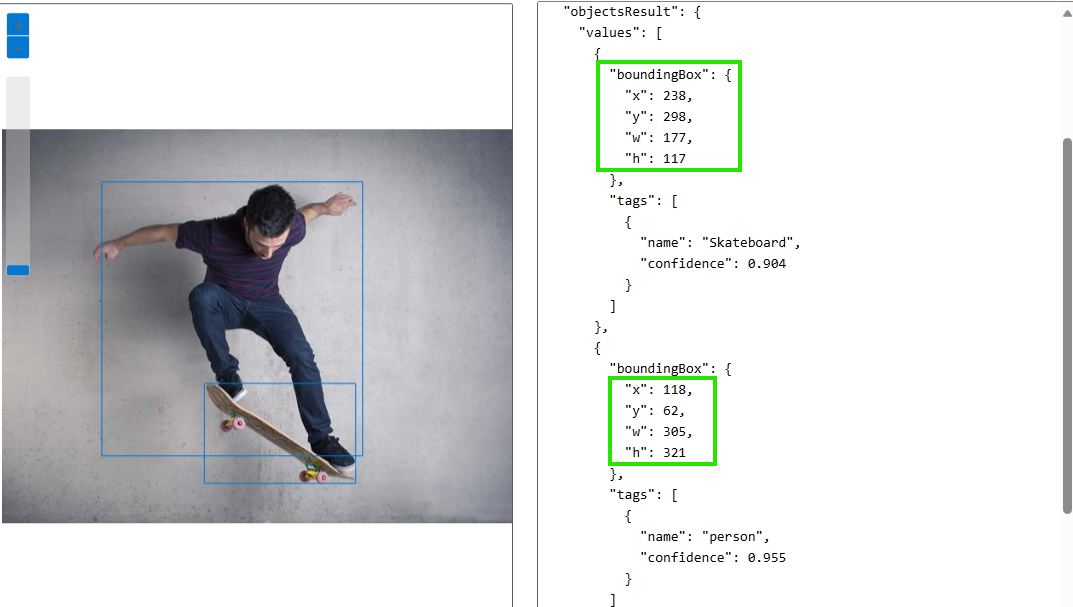 +
-
"objectsResult": {
"values": [
{
"boundingBox": {
"x": 238,
"y": 298,
"w": 177,
"h": 117
},
"tags": [
{
"name": "Skateboard",
"confidence": 0.904
}
]
},
{
"boundingBox": {
"x": 118,
"y": 62,
"w": 305,
"h": 321
},
"tags": [
{
"name": "person",
"confidence": 0.955
}
]